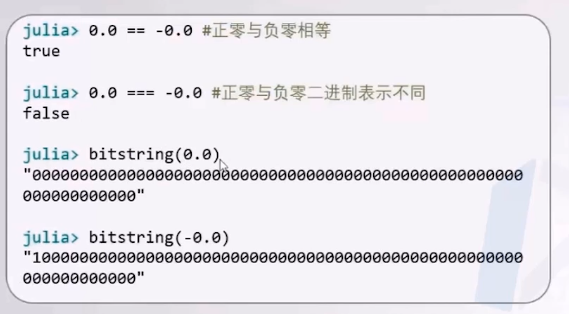 julia> 0.0 == -0.0 #正零与负零相等
true
julia> 0.0 === -0.0 #正零与负零二进制表示不同
false
julia> bitstring(0.0)
"0000000000000000000000000000000000000000000000000000
000000000000"
julia> bitstring(-0.0)
"1000000000000000000000000000000000000000000000000000
000000000000"